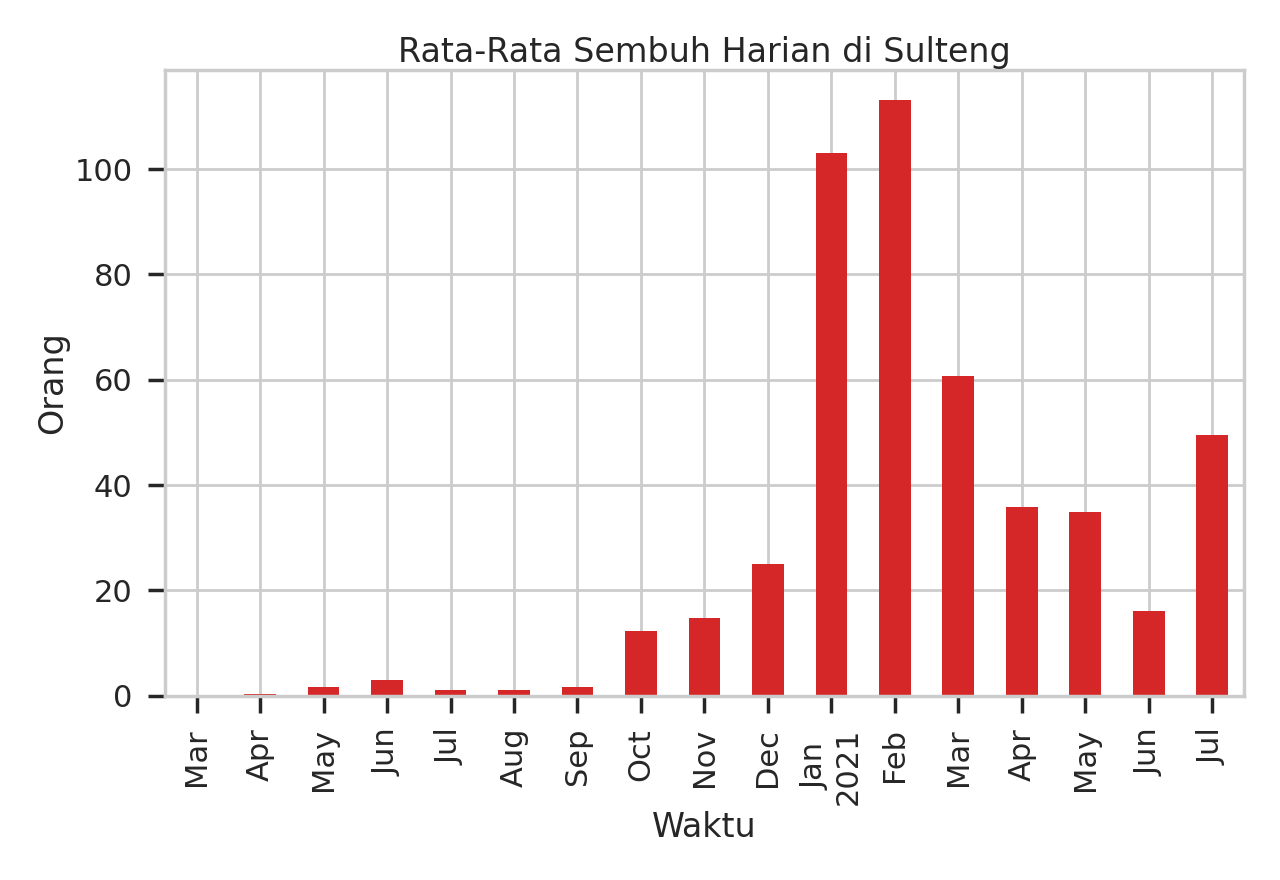 Rata-Rata Sembuh Harian di Sulteng
100
80
60
40
20
0
Orang
Mar
Apr
May
Jun
Jul
Aug
Sep
Oct
Nov
Dec
Jan
2021
Feb
Mar
Apr
May
Jun
Jul
Waktu